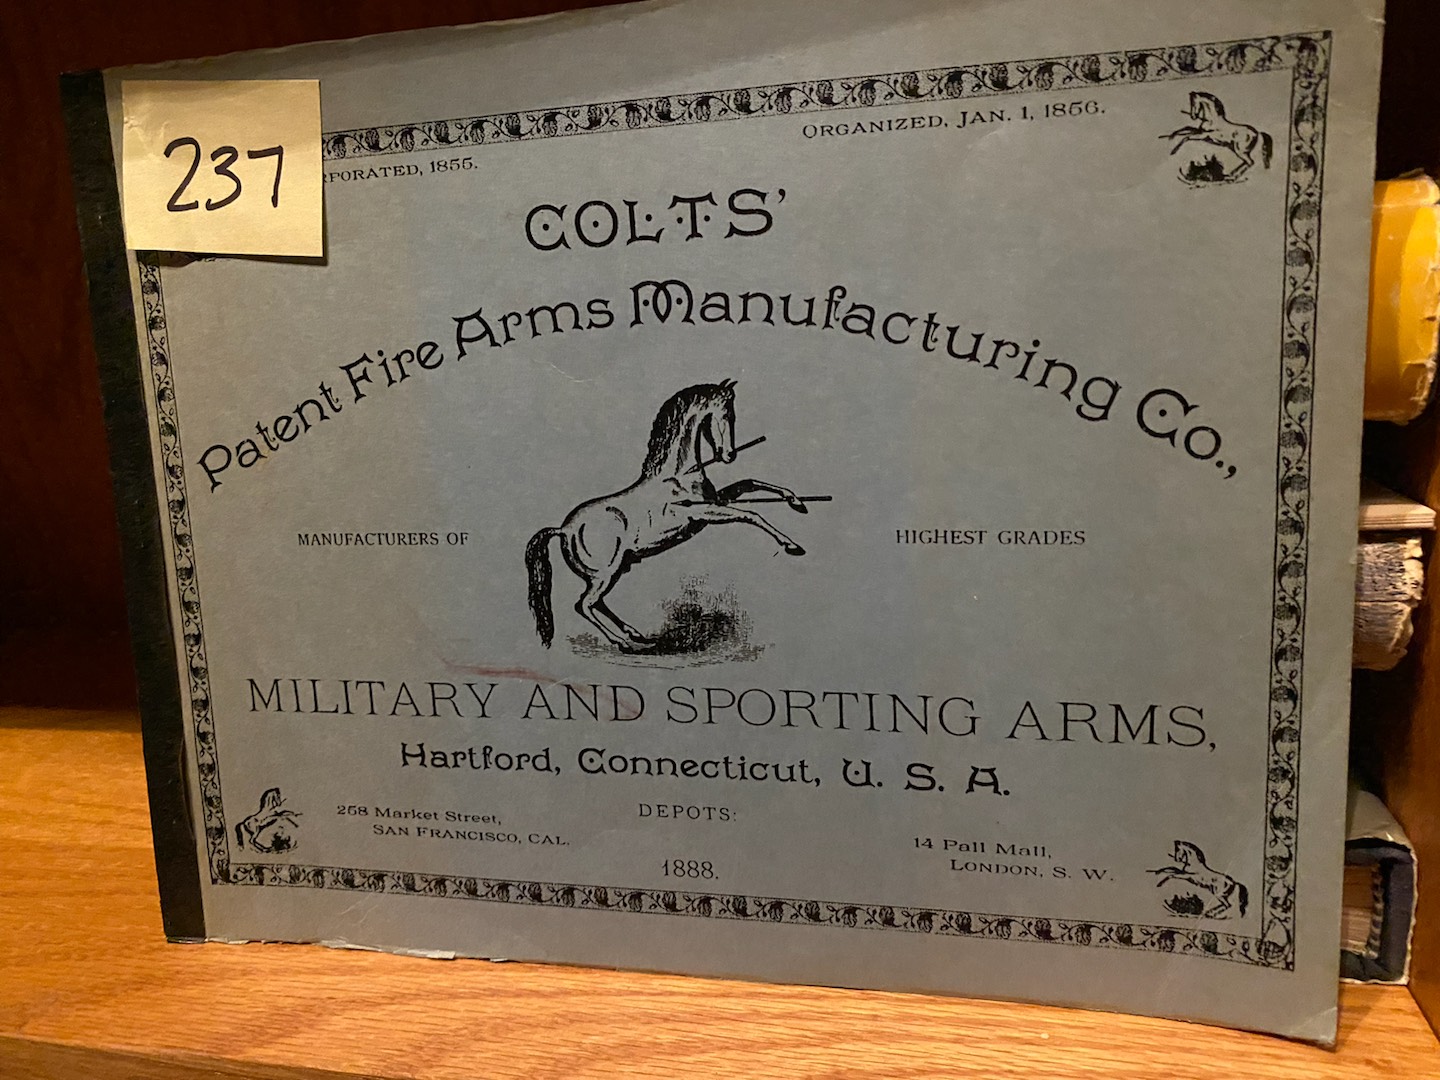 237
RPORATED, 1855.
ORGANIZED, JAN. 1, 1856.
COLTS'
Patent Fire Arms Manufacturing Co.,
MANUFACTURERS OF
HIGHEST GRADES
MILITARY AND SPORTING ARMS,
Hartford, Connecticut, U. S. A.
DEPOTS:
258 Market Street,
SAN FRANCISCO, CAL.
14 Pall Mall,
LONDON, S. W.
1888.